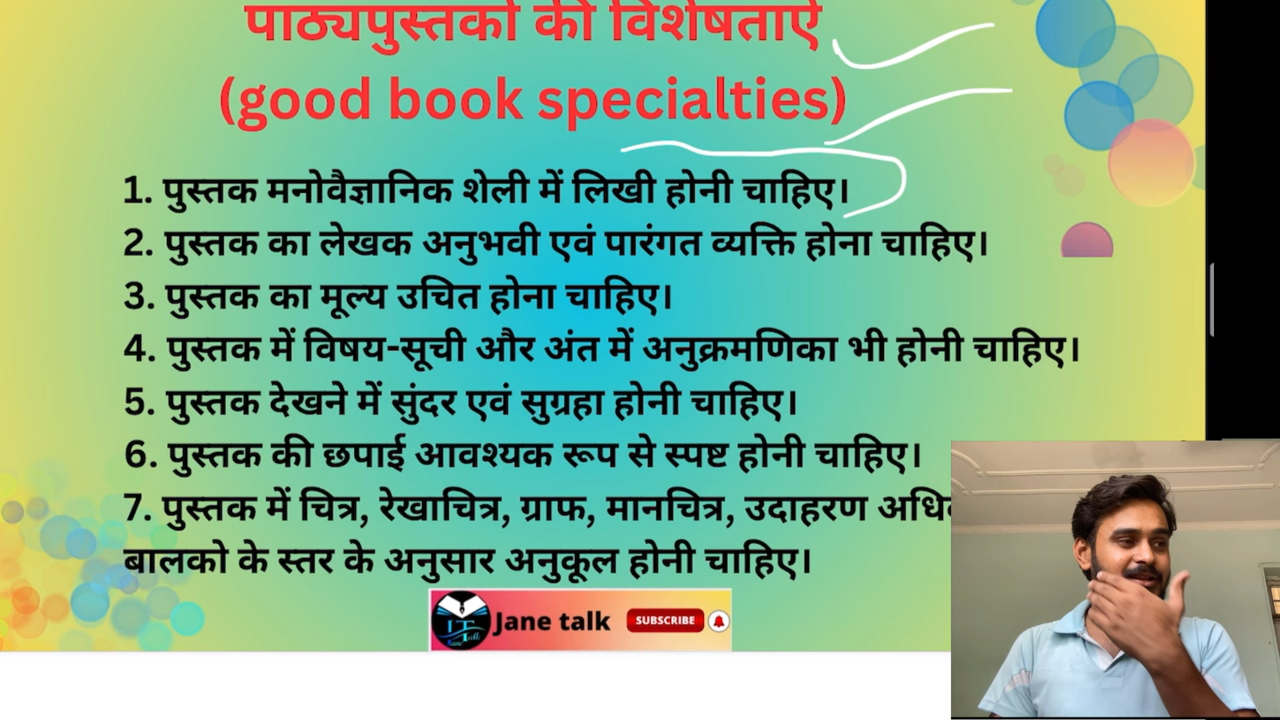 पाठ्यपुस्तकों की विशेषताऐं
(good book specialties)
1. पुस्तक मनोवैज्ञानिक शेली में लिखी होनी चाहिए।
2. पुस्तक का लेखक अनुभवी एवं पारंगत व्यक्ति होना चाहिए।
3. पुस्तक का मूल्य उचित होना चाहिए।
4. पुस्तक में विषय-सूची और अंत में अनुक्रमणिका भी होनी चाहिए।
5. पुस्तक देखने में सुंदर एवं सुग्रहा होनी चाहिए।
6. पुस्तक की छपाई आवश्यक रूप से स्पष्ट होनी चाहिए।
7. पुस्तक में चित्र, रेखाचित्र, ग्राफ, मानचित्र, उदाहरण
बालको के स्तर के अनुसार अनुकूल होनी चाहिए।
Jane talk SUBSCRIBE